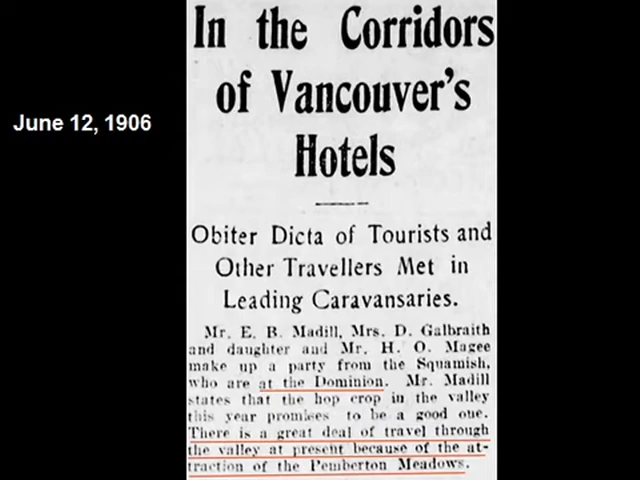 In the Corridors
of Vancouver's
Hotels
June 12, 1906
Obiter Dicta of Tourists and
Other Travellers Met in
Leading Caravansaries.
Mr. E. B. Madill, Mrs. D. Galbraith
and daughter and Mr. H. O. Magee
make up a party from the Squamish,
who are at the Dominion. Mr. Madill
states that the hop crop in the valley
this year promises to be a good one.
There is a great deal of travel through
the valley at present because of the at-
traction of the Pemberton Meadows.